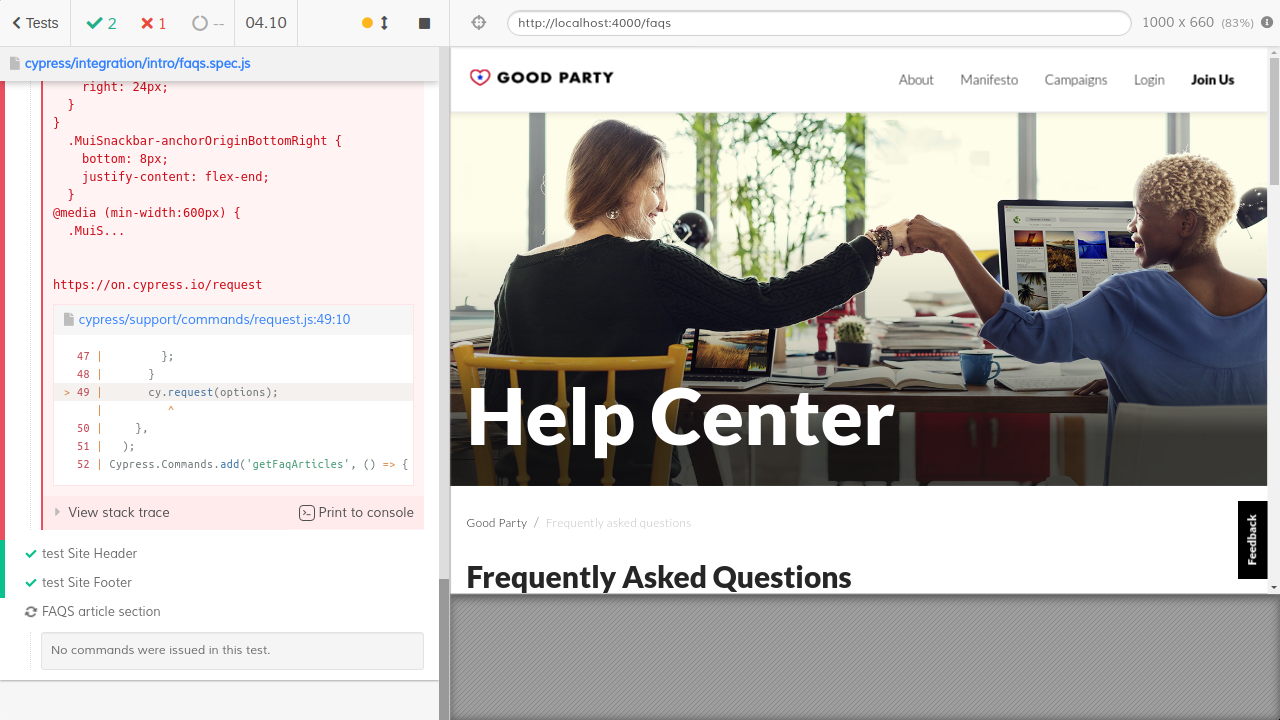 Tests 2 1 -- 04.10
http://localhost:4000/faqs
1000 x 660 (83%)
cypress/integration/intro/faqs.spec.js
right: 24px;
}
}
.MuiSnackbar-anchorOriginBottomRight {
bottom: 8px;
justify-content: flex-end;
}
@media (min-width:600px) {
.MuiS...
https://on.cypress.io/request
cypress/support/commands/request.js:49:10
47 | };
48 | }
> 49 | cy.request(options);
| ^
50 | },
51 | );
52 | Cypress.Commands.add('getFaqArticles', () => {
View stack trace
Print to console
test Site Header
test Site Footer
FAQS article section
No commands were issued in this test.
GOOD PARTY
About Manifesto Campaigns Login Join Us
Help Center
Good Party / Frequently asked questions
Feedback
Frequently Asked Questions